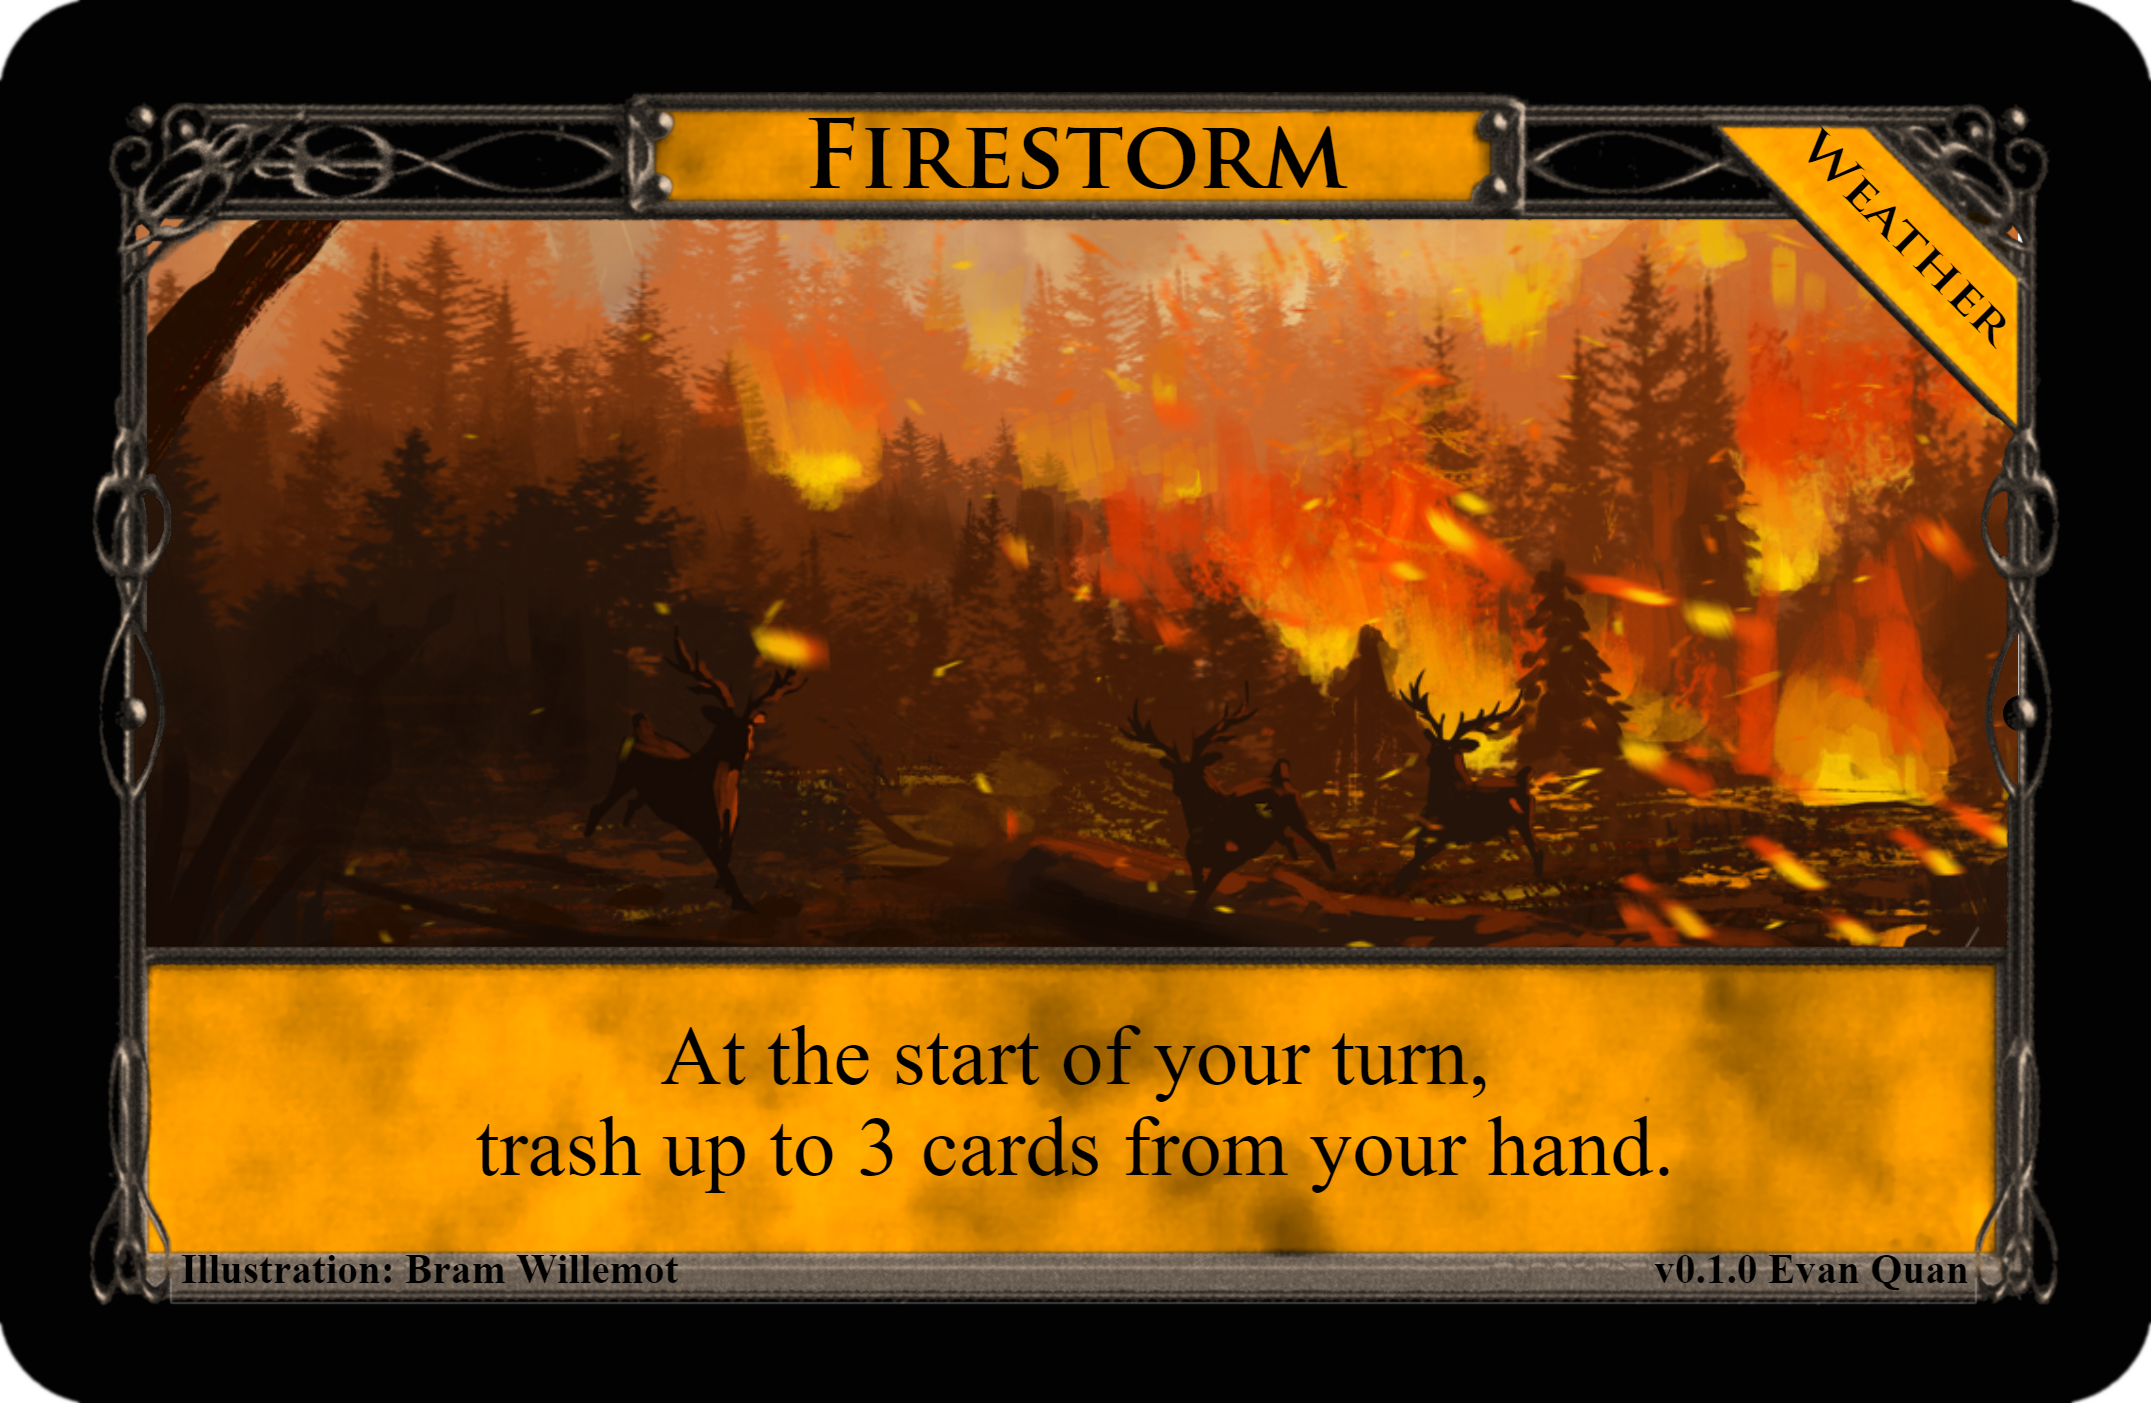 FIRESTORM
WEATHER
At the start of your turn,
trash up to 3 cards from your hand.
Illustration: Bram Willemot
v0.1.0 Evan Quan